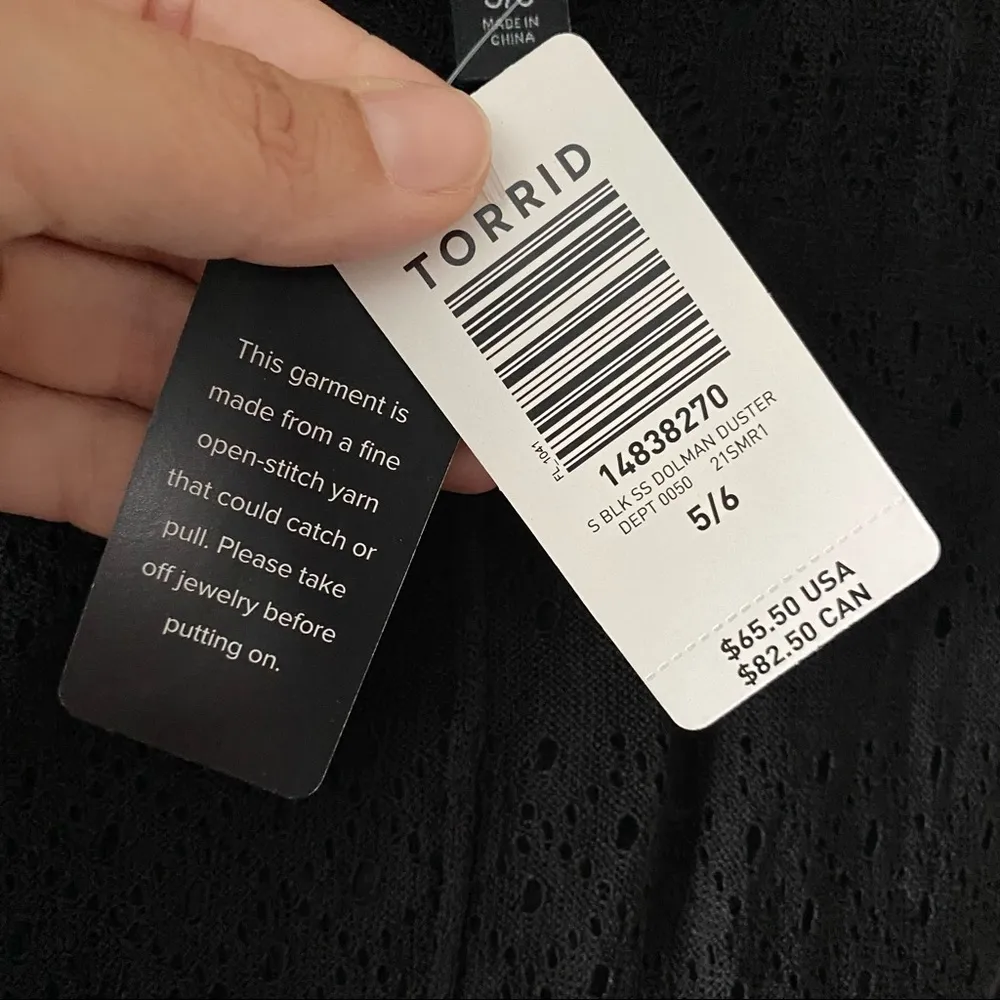 MADE IN
CHINA
TORRID
FL 1041
14838270
S BLK SS DOLMAN DUSTER
DEPT 0050 21SMR1
5/6
$65.50 USA
$82.50 CAN
This garment is
made from a fine
open-stitch yarn
that could catch or
pull. Please take
off jewelry before
putting on.